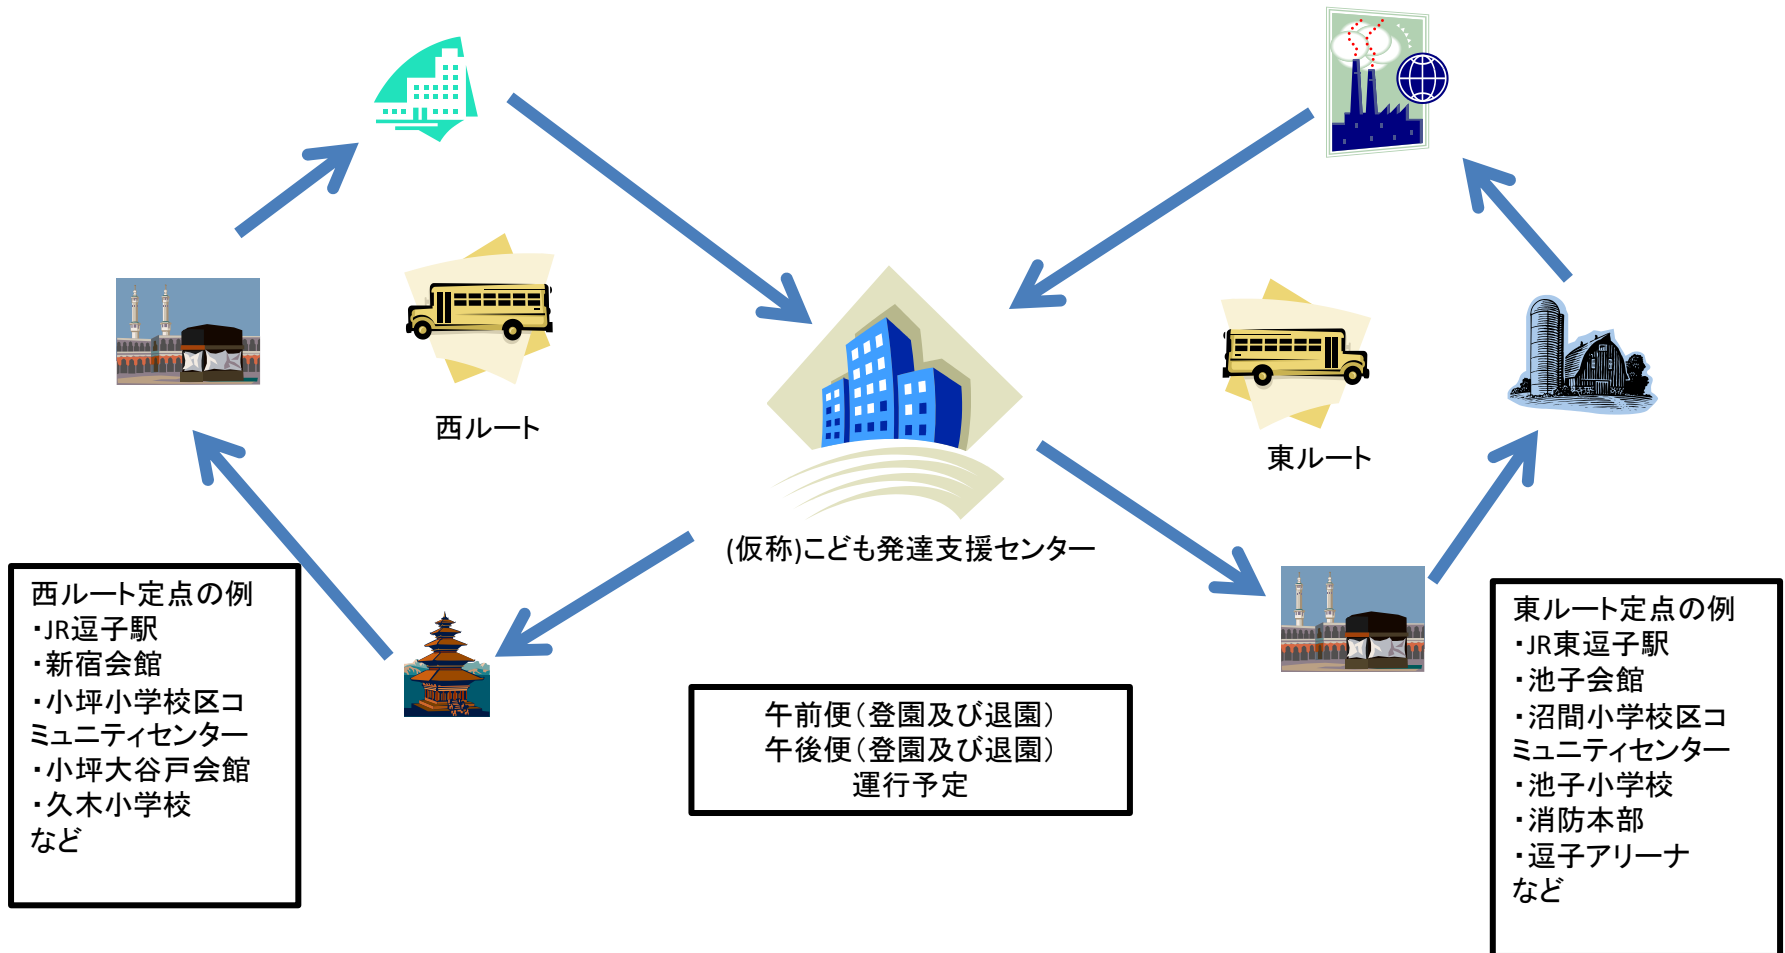 西ルート
東ルート
(仮称)こども発達支援センター
西ルート定点の例
・JR逗子駅
・新宿会館
・小坪小学校区コ
ミュニティセンター
・小坪大谷戸会館
・久木小学校
など
午前便（登園及び退園）
午後便（登園及び退園）
運行予定
東ルート定点の例
・JR東逗子駅
・池子会館
・沼間小学校区コ
ミュニティセンター
・池子小学校
・消防本部
・逗子アリーナ
など